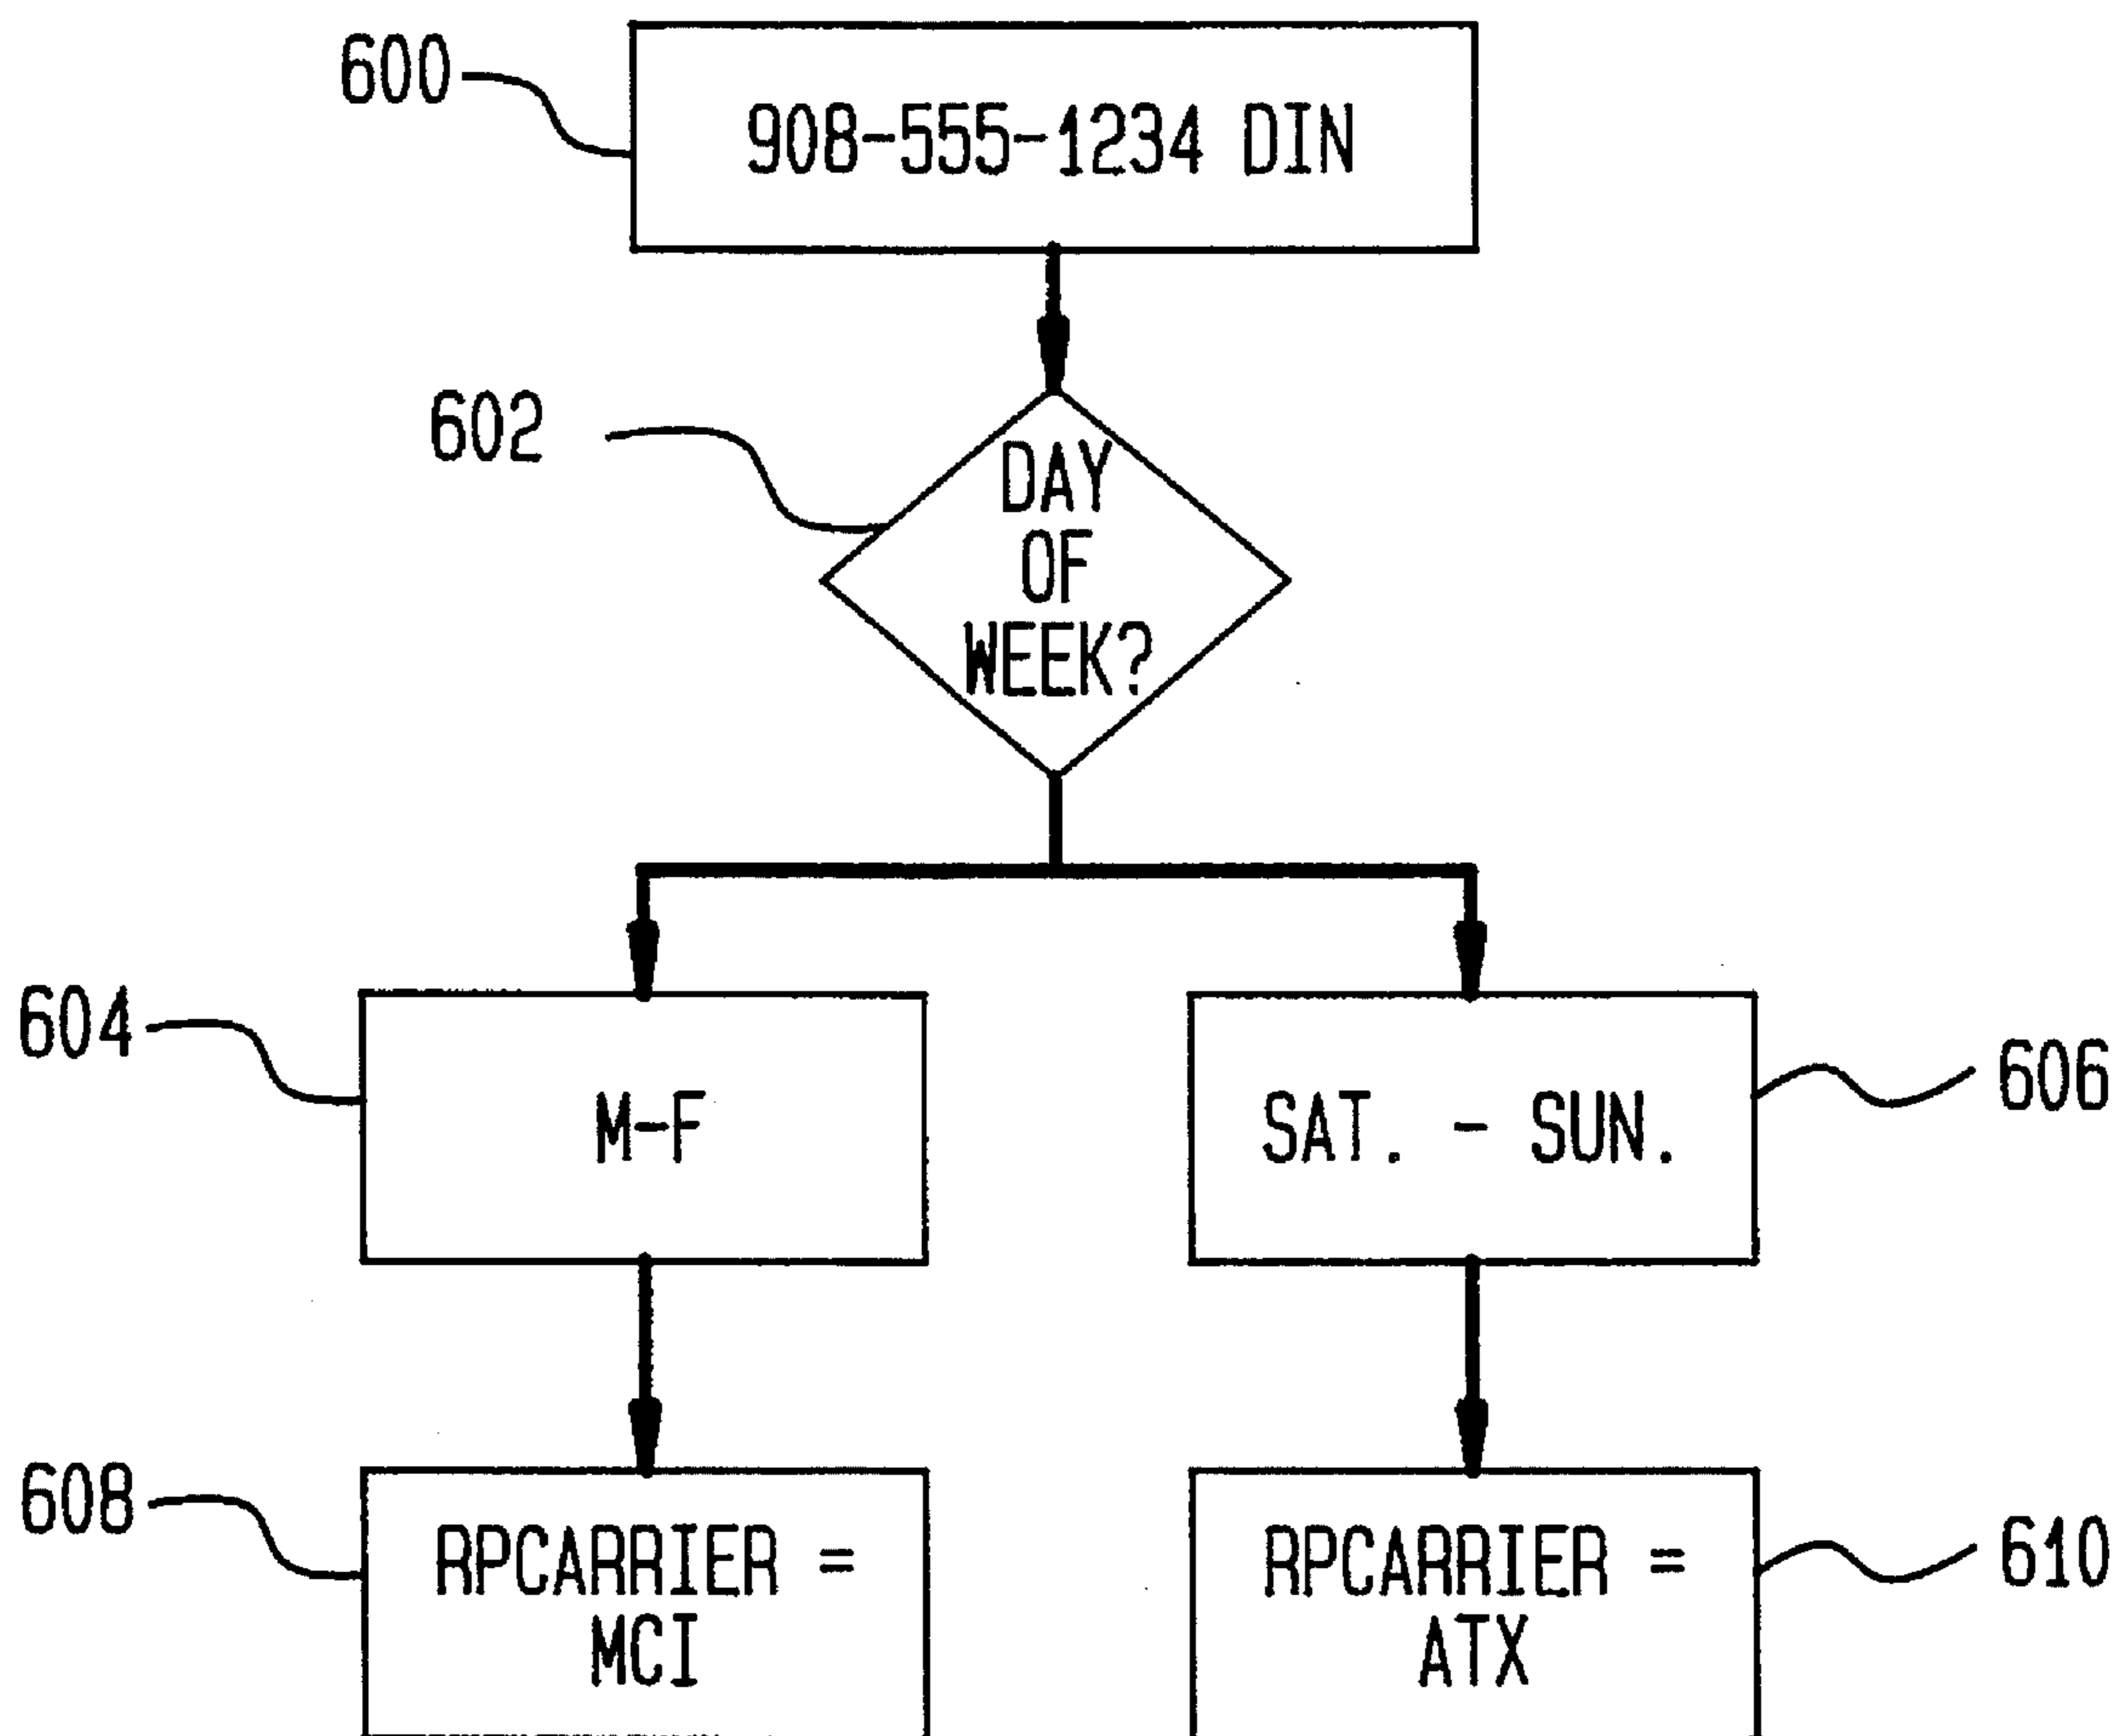 600
908-555-1234 DIN
602
DAY
OF
WEEK?
604
M-F
SAT. - SUN.
606
608
RPCARRIER =
MCI
RPCARRIER =
ATX
610